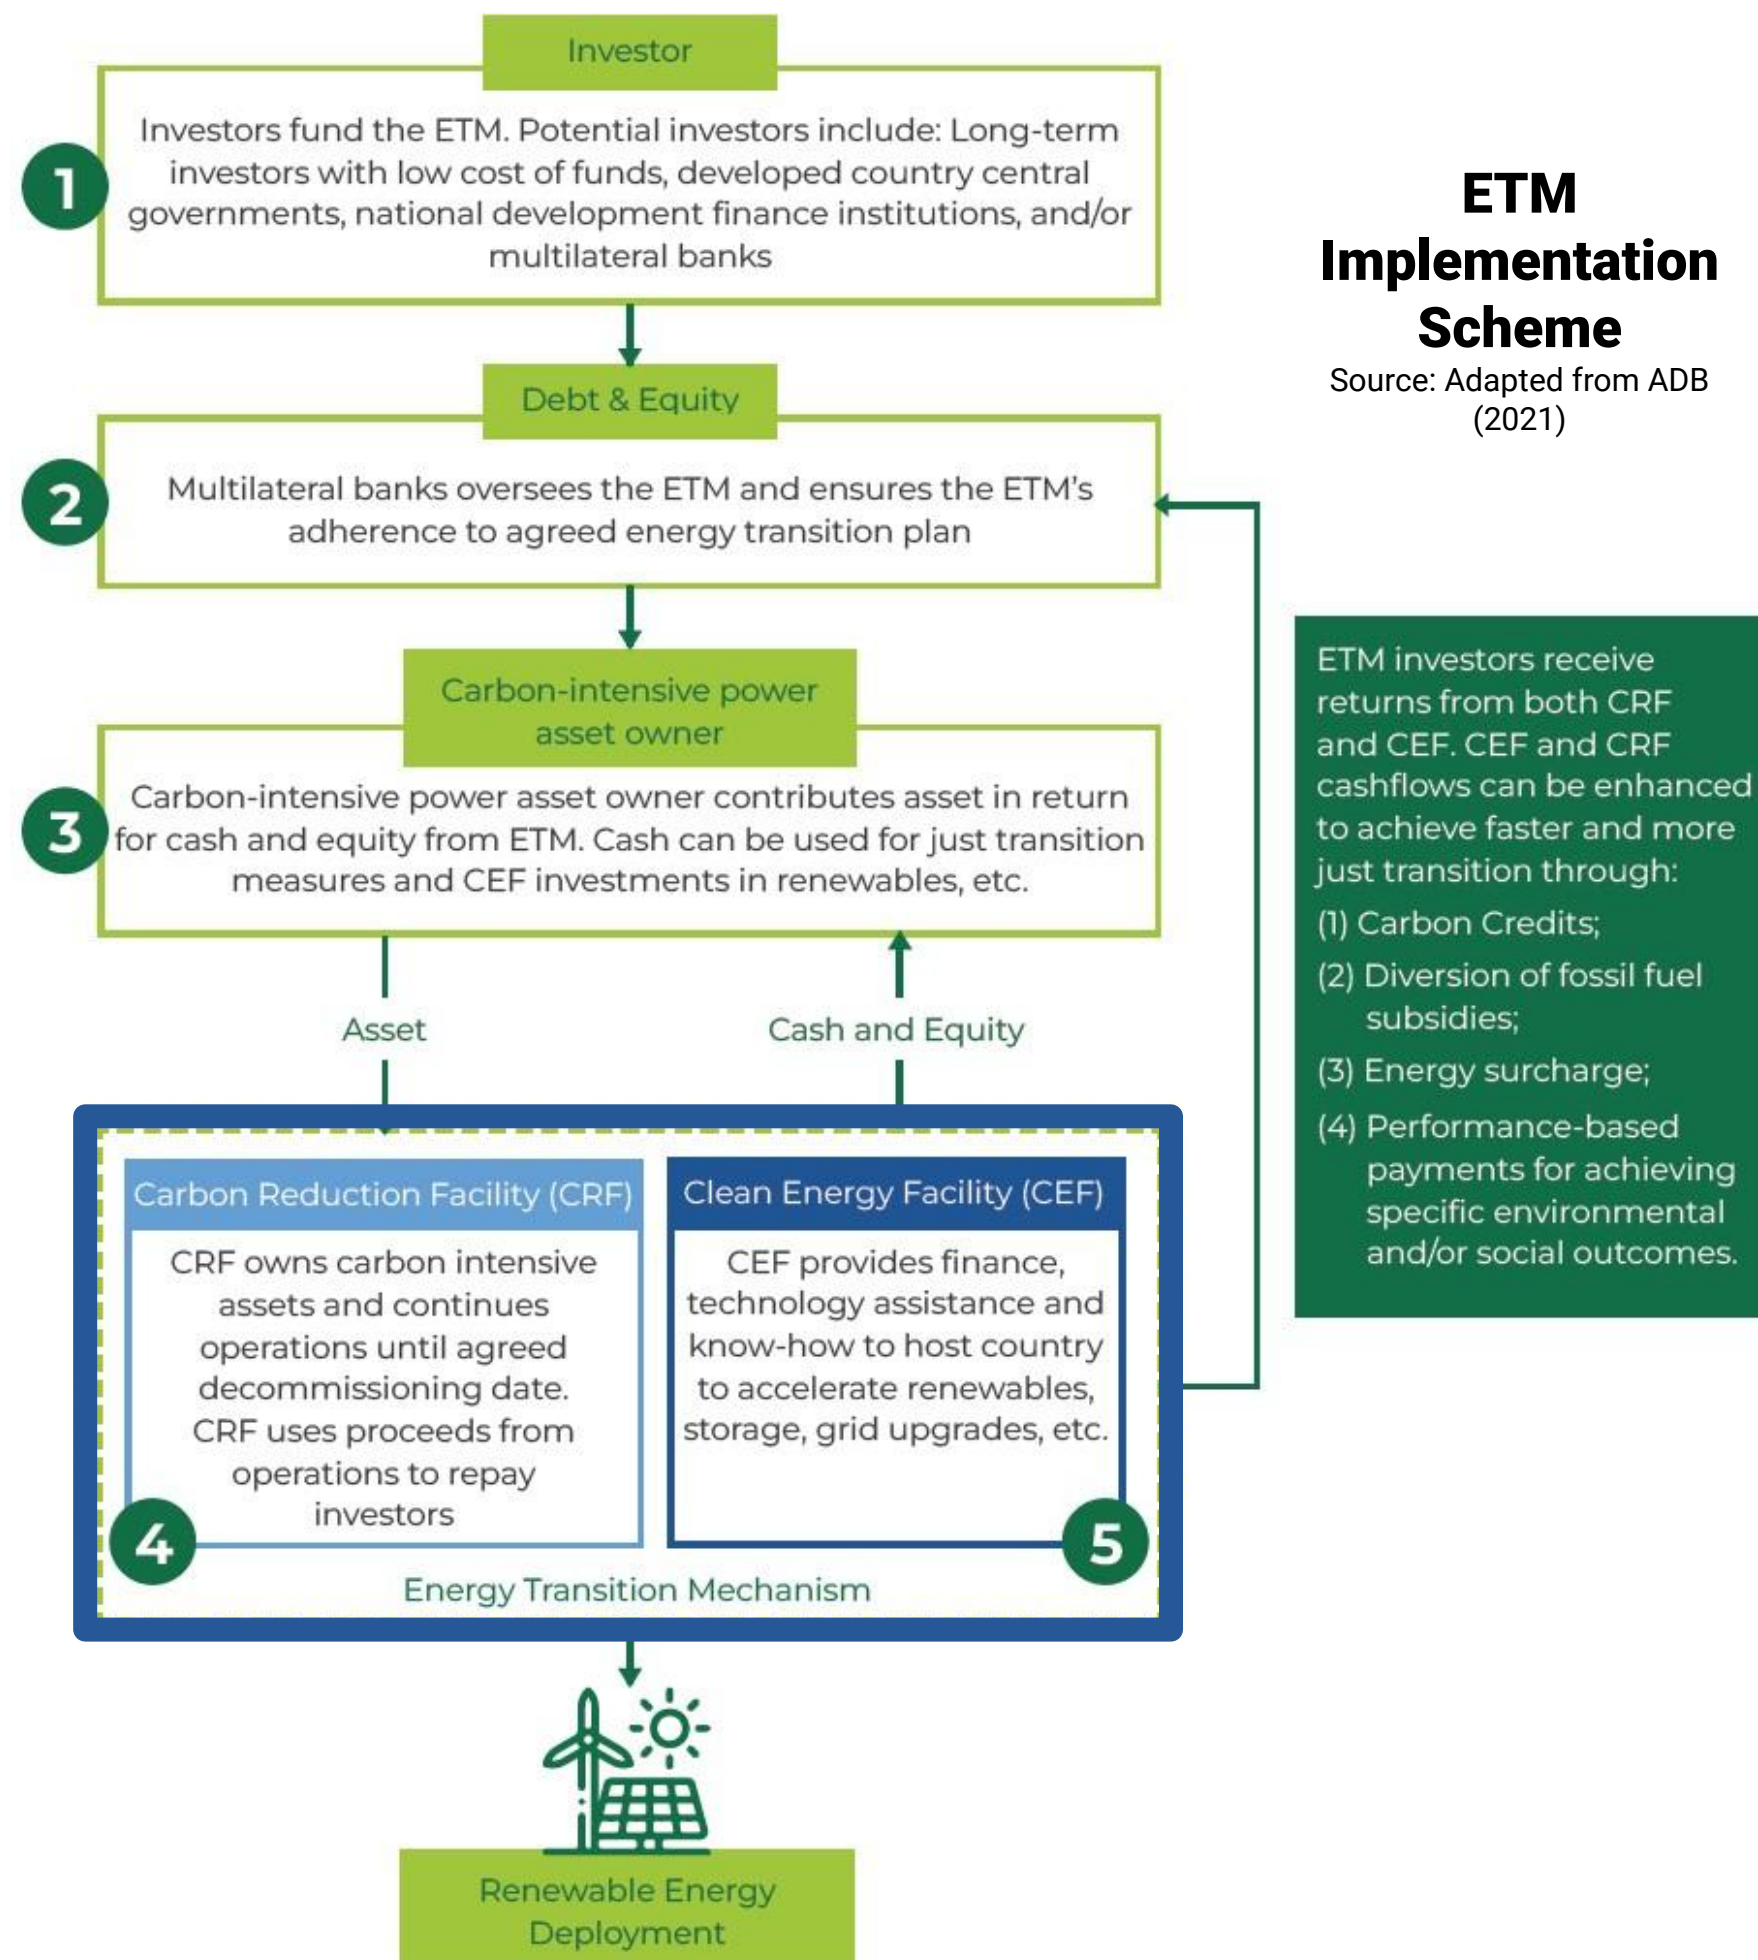 Investor
1
Investors fund the ETM. Potential investors include: Long-term
investors with low cost of funds, developed country central
governments, national development finance institutions, and/or
multilateral banks
ETM
Implementation
Scheme
Source: Adapted from ADB
(2021)
Debt & Equity
2
Multilateral banks oversees the ETM and ensures the ETM's
adherence to agreed energy transition plan
Carbon-intensive power
asset owner
3
Carbon-intensive power asset owner contributes asset in return
for cash and equity from ETM. Cash can be used for just transition
measures and CEF investments in renewables, etc.
Asset
Cash and Equity
ETM investors receive
returns from both CRF
and CEF. CEF and CRF
cashflows can be enhanced
to achieve faster and more
just transition through:
(1) Carbon Credits;
(2) Diversion of fossil fuel
subsidies;
(3) Energy surcharge;
(4) Performance-based
payments for achieving
specific environmental
and/or social outcomes.
Carbon Reduction Facility (CRF)
CRF owns carbon intensive
assets and continues
operations until agreed
decommissioning date.
CRF uses proceeds from
operations to repay
investors
4
Clean Energy Facility (CEF)
CEF provides finance,
technology assistance and
know-how to host country
to accelerate renewables,
storage, grid upgrades, etc.
5
Energy Transition Mechanism
Renewable Energy
Deployment